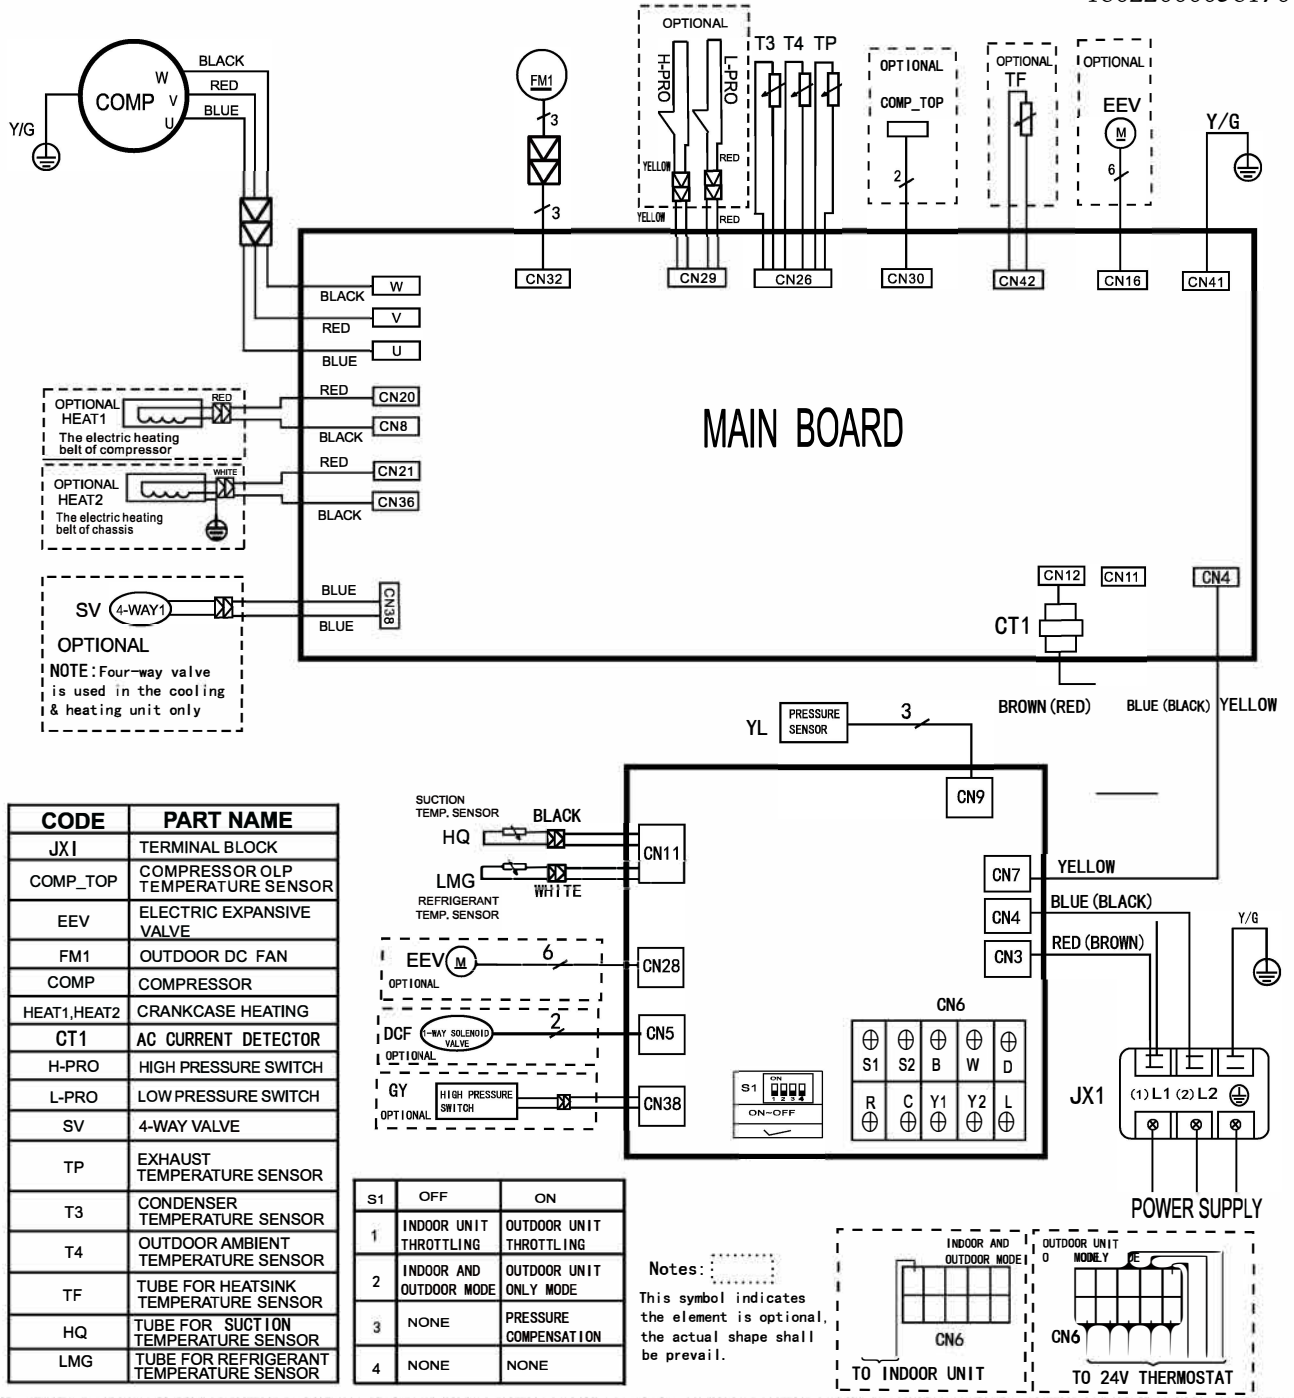 COMP
W
V
U
BLACK
RED
BLUE
Y/G
FM1
3
3
OPTIONAL
H-PRO
L-PRO
YELLOW
RED
YELLOW
RED
T3 T4 TP
OPTIONAL
COMP_TOP
2
OPTIONAL
TF
OPTIONAL
EEV
M
6
Y/G
CN32
CN29
CN26
CN30
CN42
CN16
CN41
BLACK
W
RED
V
BLUE
U
MAIN BOARD
OPTIONAL
HEAT1
RED
The electric heating
belt of compressor
RED
CN20
BLACK
CN8
OPTIONAL
HEAT2
WHITE
The electric heating
belt of chassis
RED
CN21
BLACK
CN36
SV
4-WAY1
OPTIONAL
NOTE:Four-way valve
is used in the cooling
& heating unit only
BLUE
BLUE
CN38
CN12
CN11
CN4
CT1
BROWN(RED)
BLUE(BLACK)
YELLOW
YL
PRESSURE
SENSOR
3
CN9
SUCTION
TEMP. SENSOR
HQ
BLACK
CN11
LMG
WHITE
REFRIGERANT
TEMP. SENSOR
CN7
YELLOW
CN4
BLUE(BLACK)
CN3
RED(BROWN)
Y/G
EEV
M
6
OPTIONAL
CN28
DCF
1-WAY SOLENOID
VALVE
2
OPTIONAL
CN5
GY
OPTIONAL
HIGH PRESSURE
SWITCH
CN38
S1
ON
1 2 3 4
ON-OFF
CN6
S1 S2 B W D
R C Y1 Y2 L
JX1
(1)L1 (2)L2
POWER SUPPLY
CODE PART NAME
JX1 TERMINAL BLOCK
COMP_TOP COMPRESSOR OLP
TEMPERATURE SENSOR
EEV ELECTRIC EXPANSIVE
VALVE
FM1 OUTDOOR DC FAN
COMP COMPRESSOR
HEAT1,HEAT2 CRANKCASE HEATING
CT1 AC CURRENT DETECTOR
H-PRO HIGH PRESSURE SWITCH
L-PRO LOW PRESSURE SWITCH
SV 4-WAY VALVE
TP EXHAUST
TEMPERATURE SENSOR
T3 CONDENSER
TEMPERATURE SENSOR
T4 OUTDOOR AMBIENT
TEMPERATURE SENSOR
TF TUBE FOR HEATSINK
TEMPERATURE SENSOR
HQ TUBE FOR SUCTION
TEMPERATURE SENSOR
LMG TUBE FOR REFRIGERANT
TEMPERATURE SENSOR
S1 OFF ON
1 INDOOR UNIT THROTTLING OUTDOOR UNIT THROTTLING
2 INDOOR AND OUTDOOR MODE OUTDOOR UNIT ONLY MODE
3 NONE PRESSURE COMPENSATION
4 NONE NONE
Notes:
This symbol indicates
the element is optional,
the actual shape shall
be prevail.
INDOOR AND
OUTDOOR MODE
CN6
TO INDOOR UNIT
OUTDOOR UNIT
CN6
TO 24V THERMOSTAT